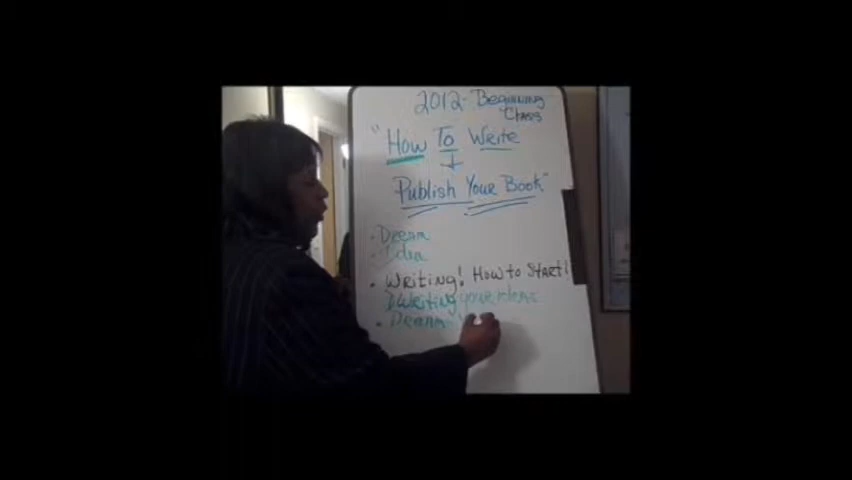 2012- Beginning
Class
"How To Write
+
Publish Your Book"
• Dream
• Idea
• Writing! How to Start!
Writing your ideas
• Dream